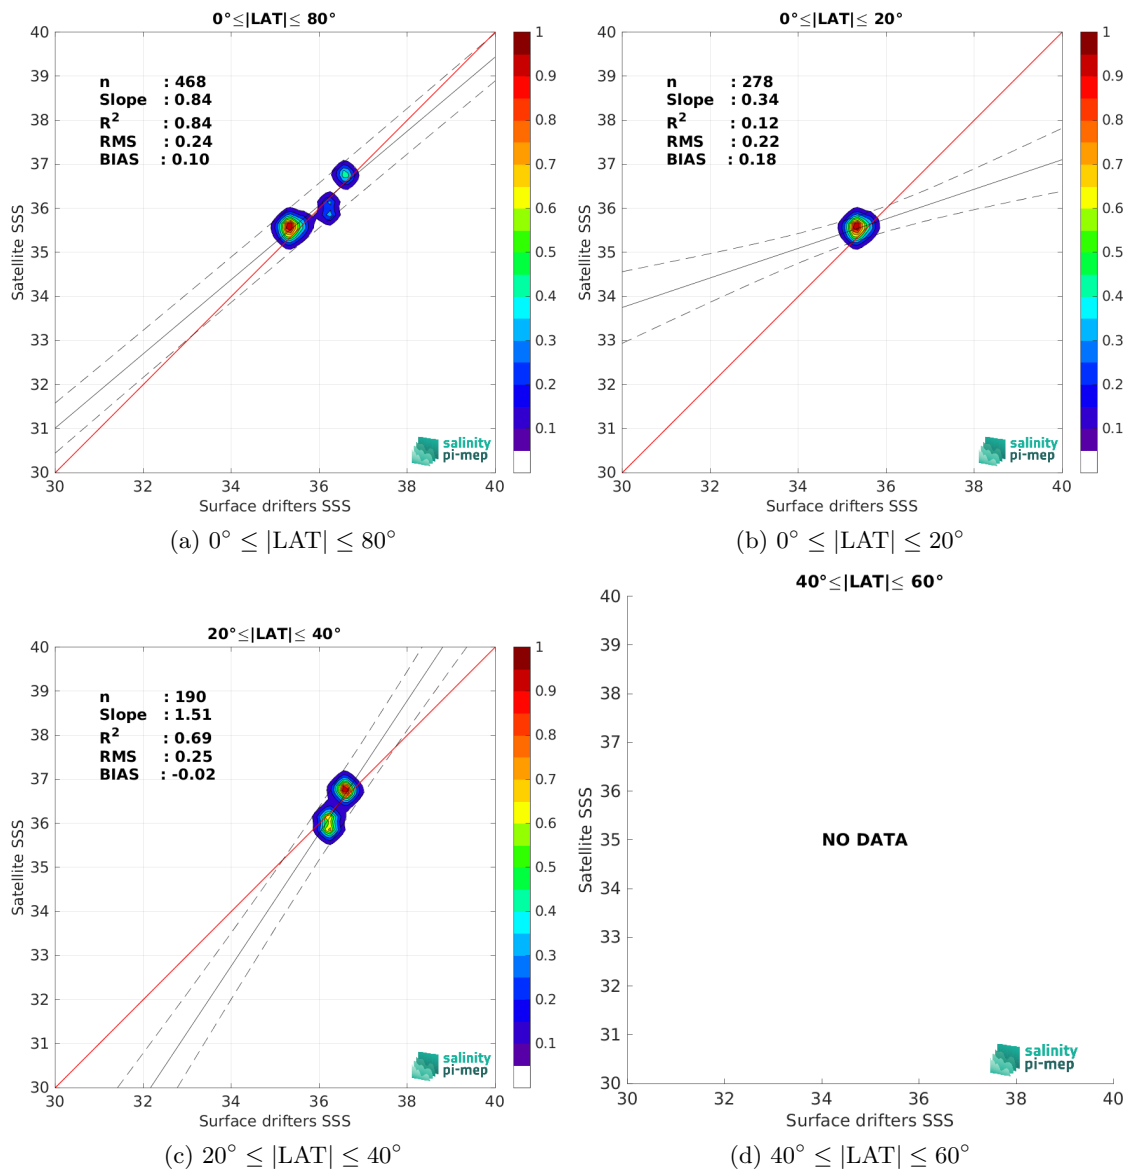 0°≤|LAT|≤ 80°
40
39
38
37
36
35
34
33
32
31
30
Satellite SSS
n : 468
Slope : 0.84
R² : 0.84
RMS : 0.24
BIAS : 0.10
30 32 34 36 38 40
Surface drifters SSS
1
0.9
0.8
0.7
0.6
0.5
0.4
0.3
0.2
0.1
salinity
pi-mep
(a) 0° ≤ |LAT| ≤ 80°
0°≤|LAT|≤ 20°
40
39
38
37
36
35
34
33
32
31
30
Satellite SSS
n : 278
Slope : 0.34
R² : 0.12
RMS : 0.22
BIAS : 0.18
30 32 34 36 38 40
Surface drifters SSS
1
0.9
0.8
0.7
0.6
0.5
0.4
0.3
0.2
0.1
salinity
pi-mep
(b) 0° ≤ |LAT| ≤ 20°
20°≤|LAT|≤ 40°
40
39
38
37
36
35
34
33
32
31
30
Satellite SSS
n : 190
Slope : 1.51
R² : 0.69
RMS : 0.25
BIAS : -0.02
30 32 34 36 38 40
Surface drifters SSS
1
0.9
0.8
0.7
0.6
0.5
0.4
0.3
0.2
0.1
salinity
pi-mep
(c) 20° ≤ |LAT| ≤ 40°
40°≤|LAT|≤ 60°
40
39
38
37
36
35
34
33
32
31
30
Satellite SSS
NO DATA
30 32 34 36 38 40
Surface drifters SSS
salinity
pi-mep
(d) 40° ≤ |LAT| ≤ 60°